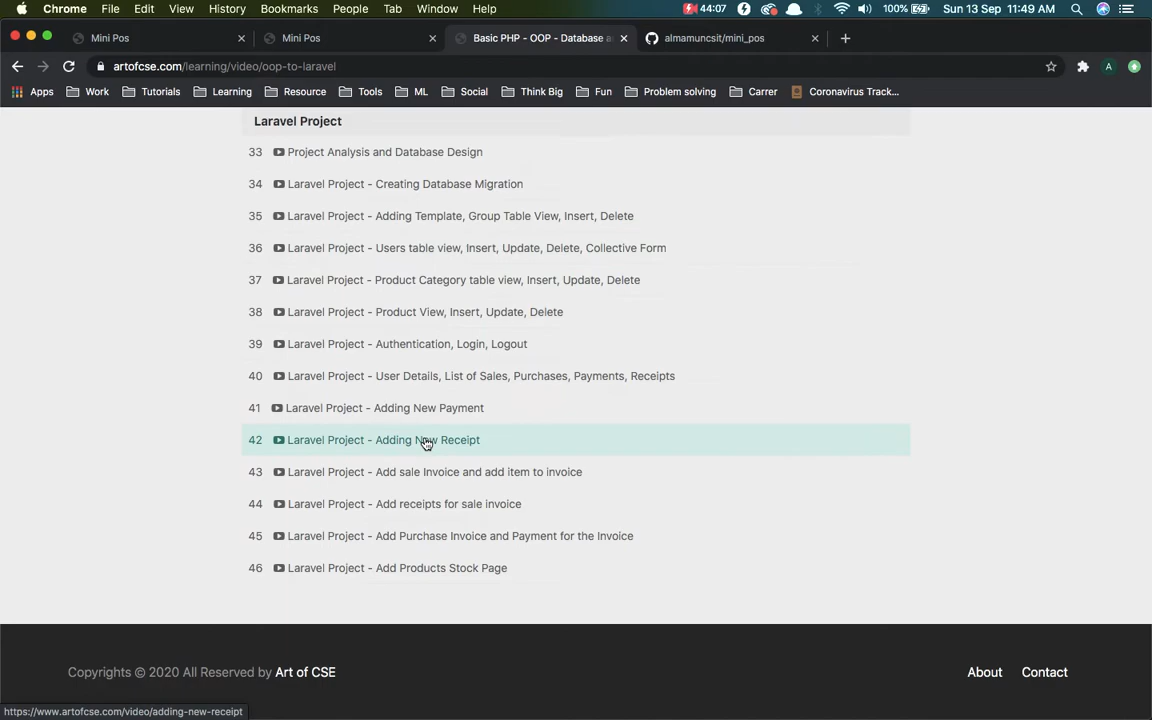 Chrome File Edit View History Bookmarks People Tab Window Help 44:07 100% Sun 13 Sep 11:49 AM
Mini Pos Mini Pos Basic PHP - OOP - Database a almamuncsit/mini_pos
artofcse.com/learning/video/oop-to-laravel A
Apps Work Tutorials Learning Resource Tools ML Social Think Big Fun Problem solving Carrer Coronavirus Track...
Laravel Project
33 Project Analysis and Database Design
34 Laravel Project - Creating Database Migration
35 Laravel Project - Adding Template, Group Table View, Insert, Delete
36 Laravel Project - Users table view, Insert, Update, Delete, Collective Form
37 Laravel Project - Product Category table view, Insert, Update, Delete
38 Laravel Project - Product View, Insert, Update, Delete
39 Laravel Project - Authentication, Login, Logout
40 Laravel Project - User Details, List of Sales, Purchases, Payments, Receipts
41 Laravel Project - Adding New Payment
42 Laravel Project - Adding New Receipt
43 Laravel Project - Add sale Invoice and add item to invoice
44 Laravel Project - Add receipts for sale invoice
45 Laravel Project - Add Purchase Invoice and Payment for the Invoice
46 Laravel Project - Add Products Stock Page
Copyrights © 2020 All Reserved by Art of CSE About Contact
https://www.artofcse.com/video/adding-new-receipt